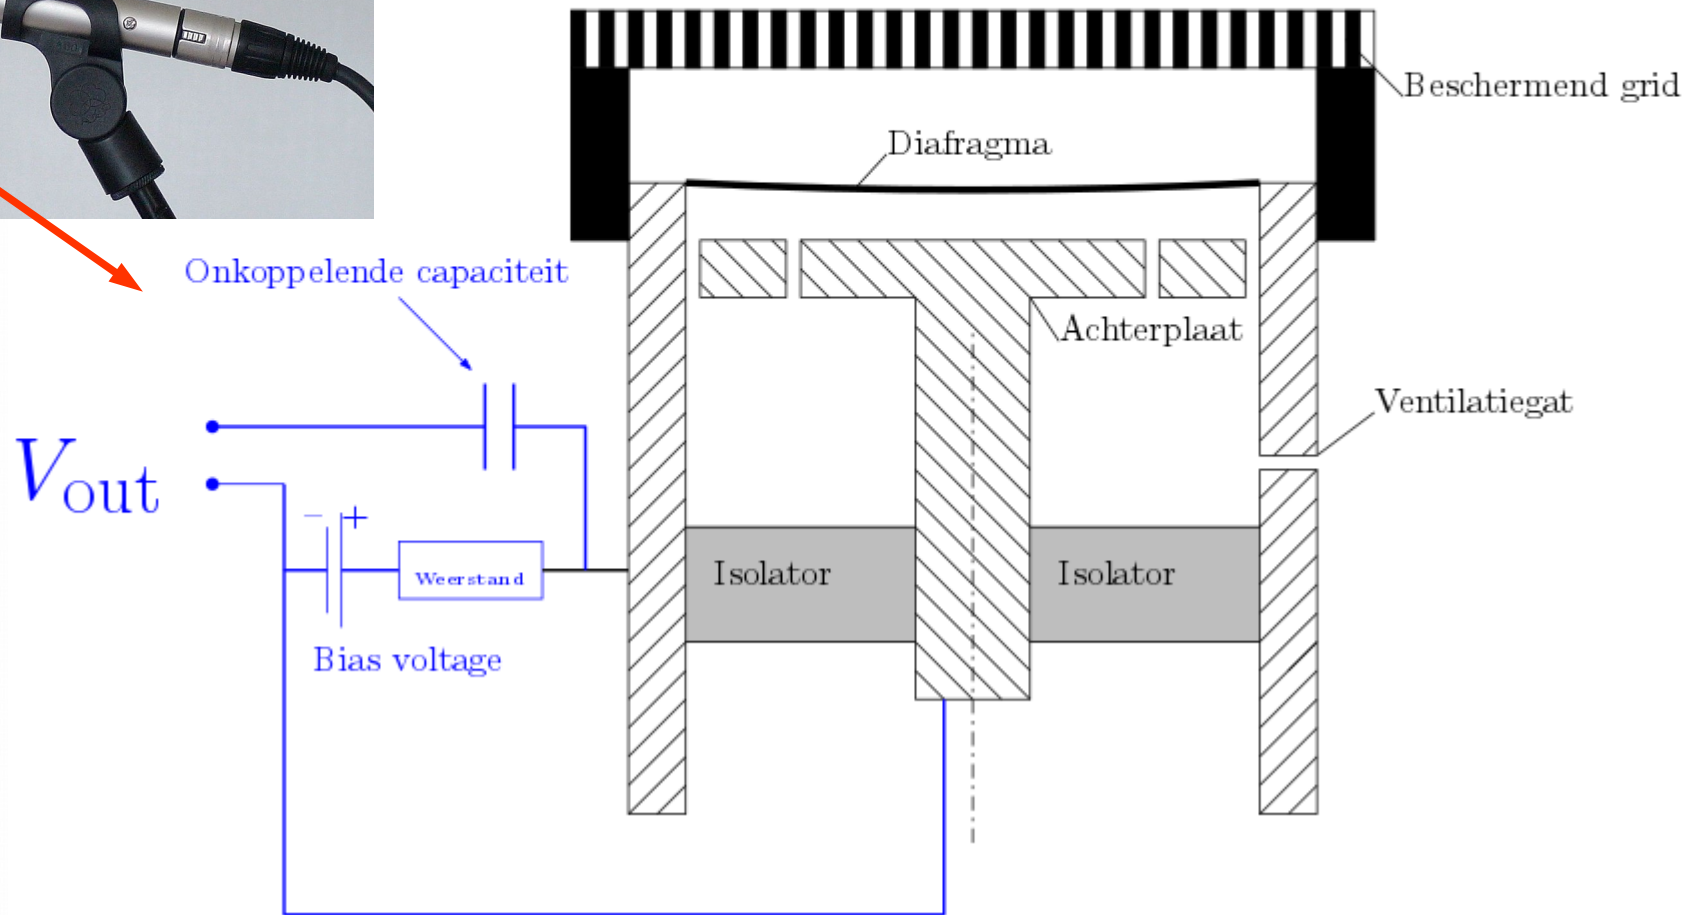 Beschermend grid
Diafragma
Onkoppelende capaciteit
Achterplaat
Ventilatiegat
Vout
− +
Weerstand
Isolator
Isolator
Bias voltage